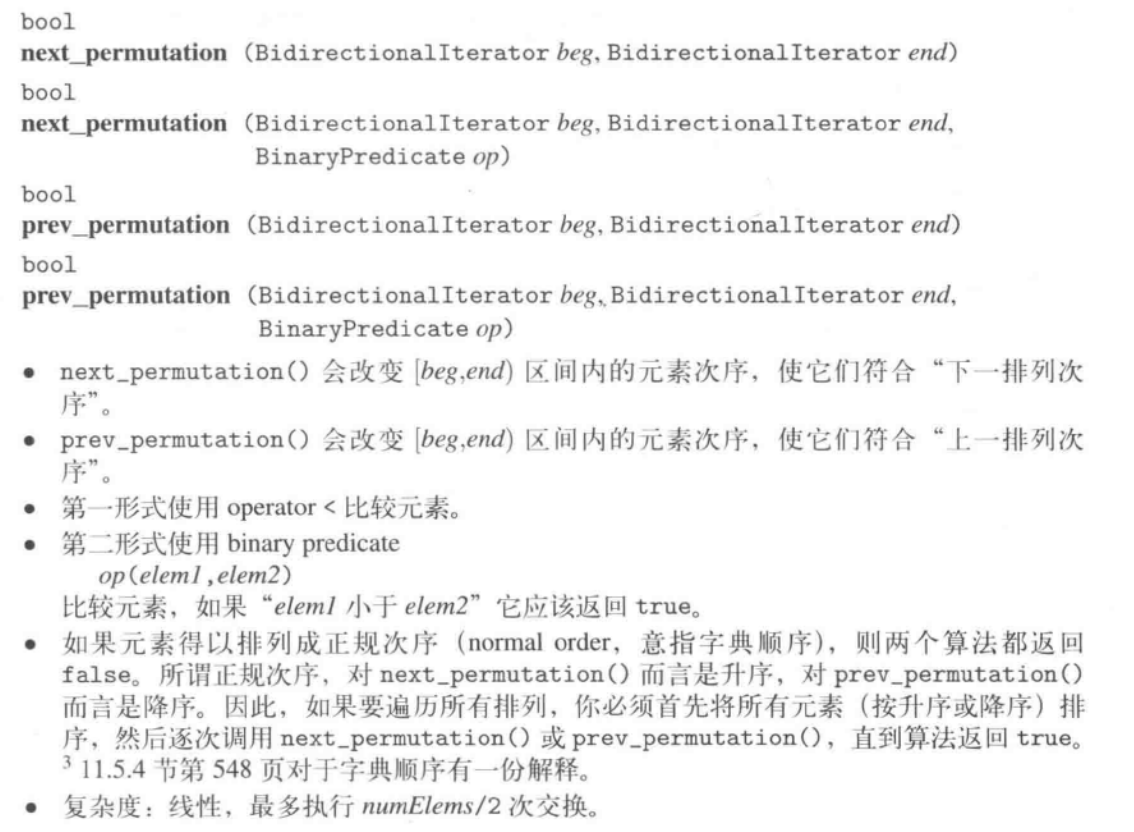 bool
next_permutation (BidirectionalIterator beg, BidirectionalIterator end)
bool
next_permutation (BidirectionalIterator beg, BidirectionalIterator end,
BinaryPredicate op)
bool
prev_permutation (BidirectionalIterator beg, BidirectionalIterator end)
bool
prev_permutation (BidirectionalIterator beg, BidirectionalIterator end,
BinaryPredicate op)
• next_permutation() 会改变 [beg,end) 区间内的元素次序，使它们符合“下一排列次
序”。
• prev_permutation() 会改变 [beg,end) 区间内的元素次序，使它们符合“上一排列次
序”。
• 第一形式使用 operator < 比较元素。
• 第二形式使用 binary predicate
op(elem1,elem2)
比较元素，如果“elem1 小于 elem2”它应该返回 true。
• 如果元素得以排列成正规次序（normal order，意指字典顺序），则两个算法都返回
false。所谓正规次序，对 next_permutation() 而言是升序，对 prev_permutation()
而言是降序。因此，如果要遍历所有排列，你必须首先将所有元素（按升序或降序）排
序，然后逐次调用 next_permutation() 或 prev_permutation()，直到算法返回 true。
3 11.5.4 节第 548 页对于字典顺序有一份解释。
• 复杂度：线性，最多执行 numElems/2 次交换。